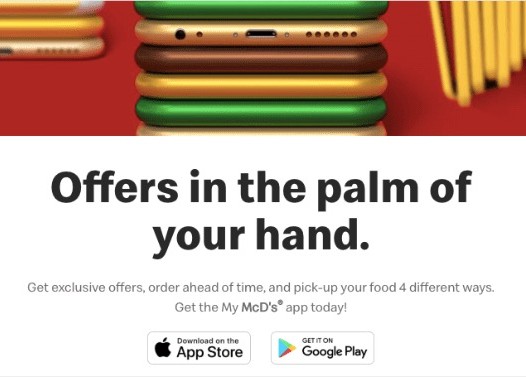 Offers in the palm of
your hand.
Get exclusive offers, order ahead of time, and pick-up your food 4 different ways.
Get the My McD's® app today!
Download on the
App Store
GET IT ON
Google Play